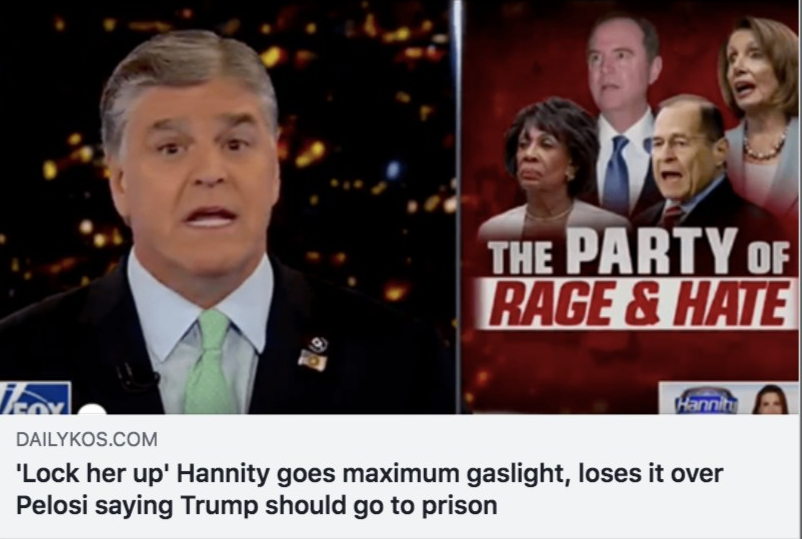 THE PARTY OF
RAGE & HATE
FOX
Hannity
DAILYKOS.COM
'Lock her up' Hannity goes maximum gaslight, loses it over
Pelosi saying Trump should go to prison